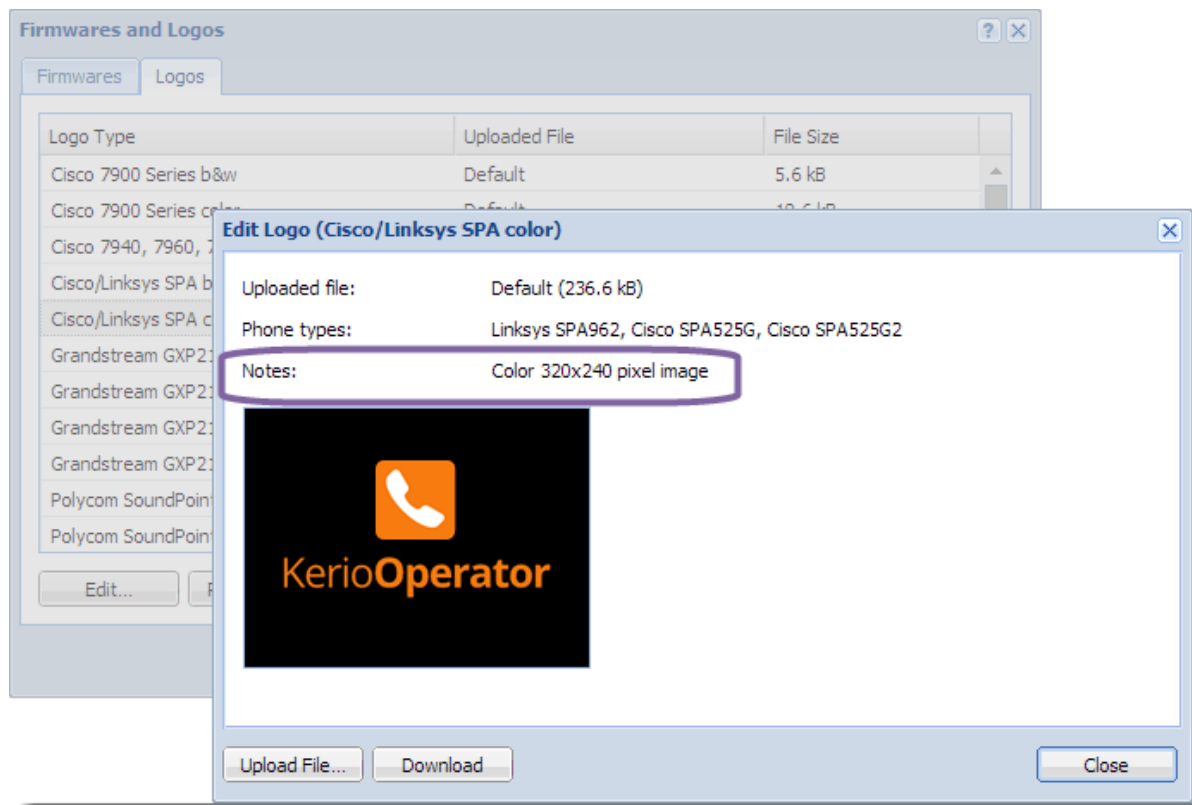 Firmwares and Logos
Firmwares Logos
Logo Type Uploaded File File Size
Cisco 7900 Series b&w Default 5.6 kB
Cisco 7900 Series
Cisco 7940, 7960,
Cisco/Linksys SPA b
Cisco/Linksys SPA c
Grandstream GXP21
Grandstream GXP21
Grandstream GXP21
Grandstream GXP21
Polycom SoundPoint
Polycom SoundPoint
Edit...
Edit Logo (Cisco/Linksys SPA color)
Uploaded file: Default (236.6 kB)
Phone types: Linksys SPA962, Cisco SPA525G, Cisco SPA525G2
Notes: Color 320x240 pixel image
KerioOperator
Upload File... Download Close